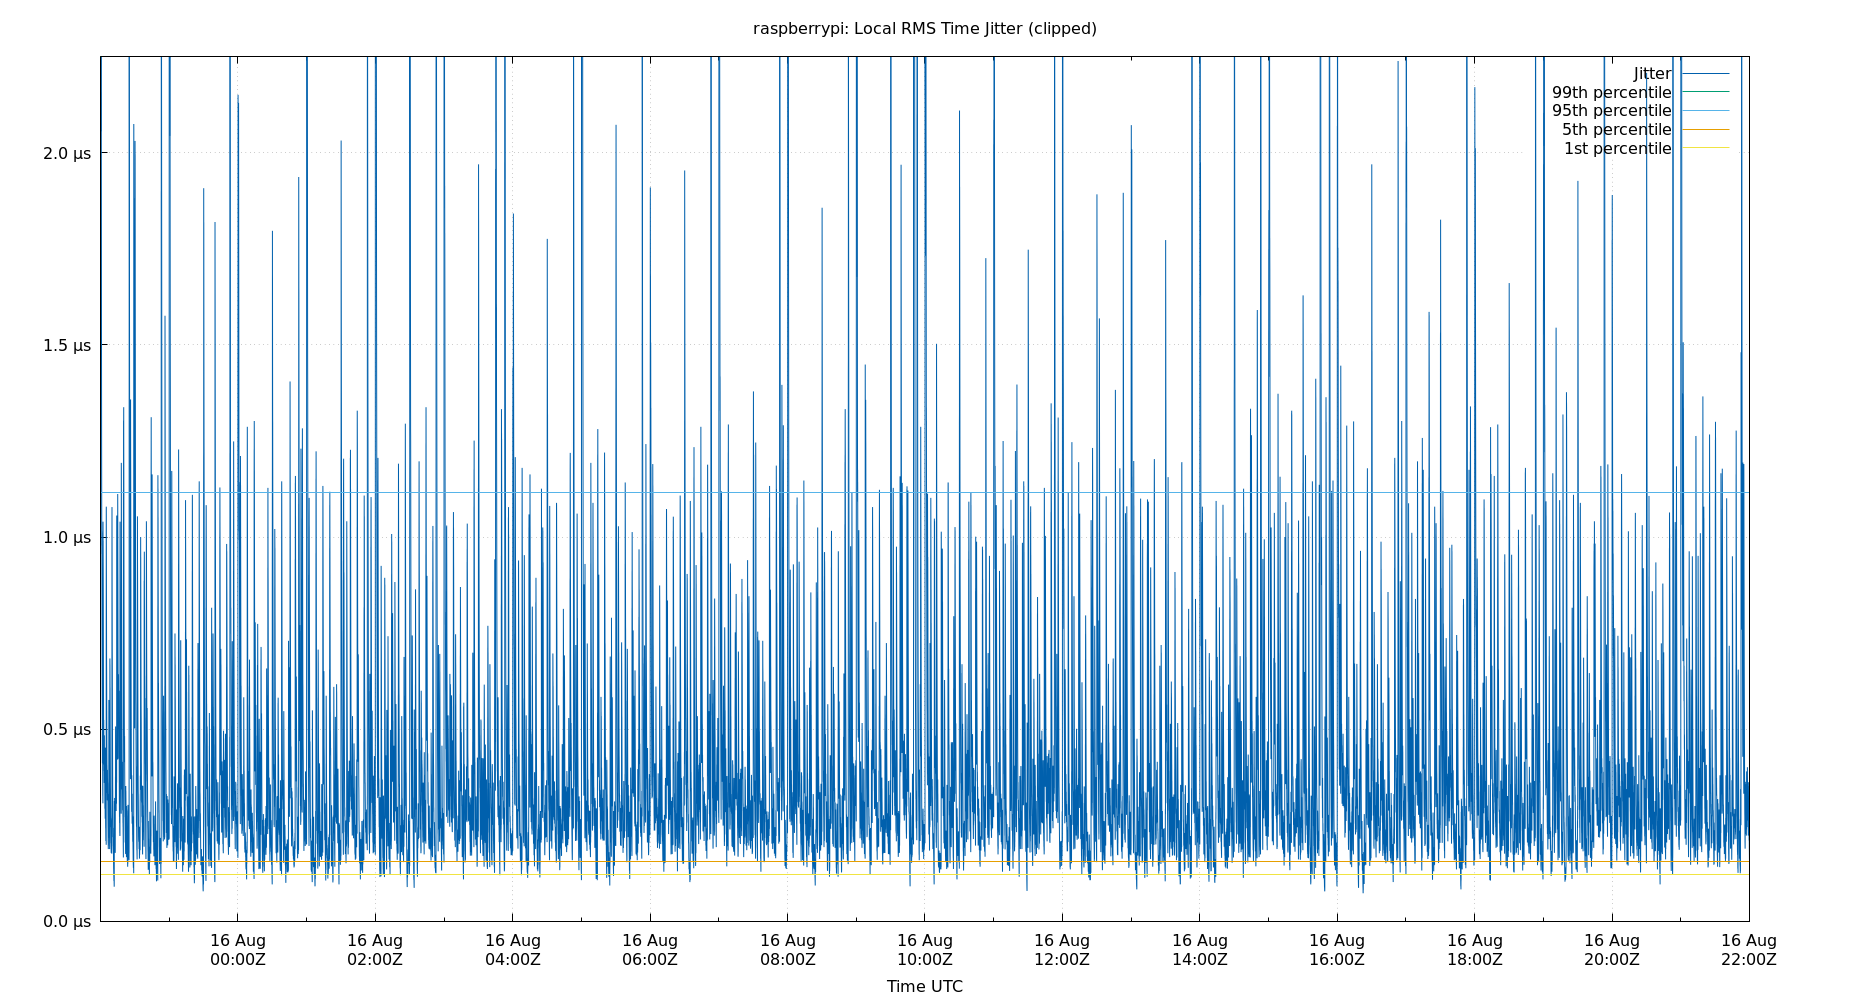 raspberrypi: Local RMS Time Jitter (clipped)
Jitter
99th percentile
95th percentile
5th percentile
1st percentile
2.0 µs
1.5 µs
1.0 µs
0.5 µs
0.0 µs
16 Aug 16 Aug 16 Aug 16 Aug 16 Aug 16 Aug 16 Aug 16 Aug 16 Aug 16 Aug 16 Aug 16 Aug
00:00Z 02:00Z 04:00Z 06:00Z 08:00Z 10:00Z 12:00Z 14:00Z 16:00Z 18:00Z 20:00Z 22:00Z
Time UTC